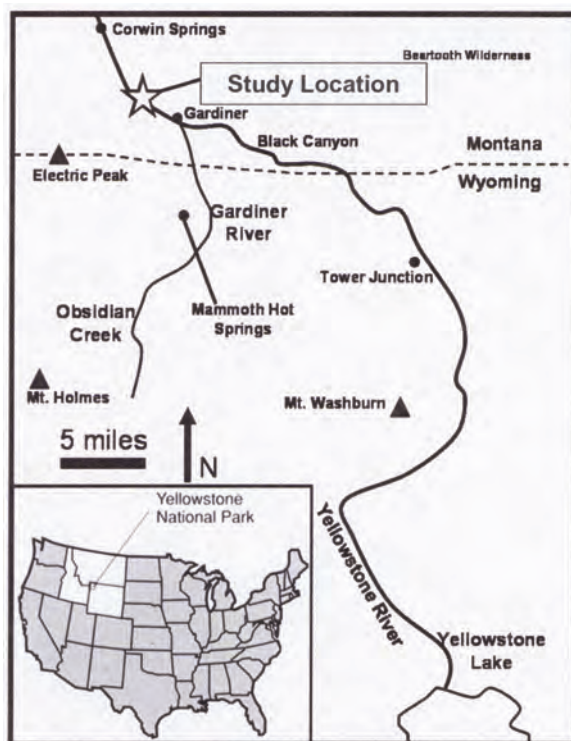 Corwin Springs
Beartooth Wilderness
Study Location
Gardiner
Black Canyon
Montana
Electric Peak
Wyoming
Gardiner
River
Tower Junction
Obsidian
Creek
Mammoth Hot
Springs
Mt. Holmes
Mt. Washburn
5 miles
N
Yellowstone
National Park
Yellowstone River
Yellowstone
Lake